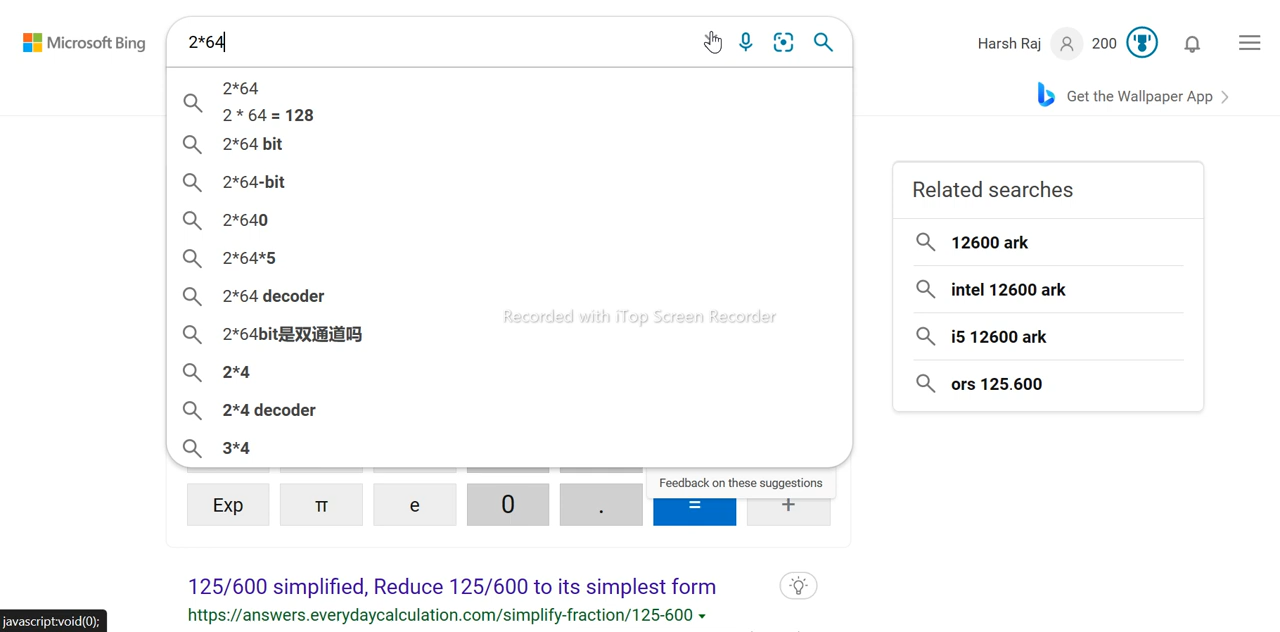 Microsoft Bing
2*64
Harsh Raj
200
Get the Wallpaper App
2*64
2 * 64 = 128
2*64 bit
2*64-bit
2*640
2*64*5
2*64 decoder
2*64bit是双通道吗
2*4
2*4 decoder
3*4
Recorded with iTop Screen Recorder
Related searches
12600 ark
intel 12600 ark
i5 12600 ark
ors 125.600
Feedback on these suggestions
Exp π e 0 . = +
125/600 simplified, Reduce 125/600 to its simplest form
https://answers.everydaycalculation.com/simplify-fraction/125-600
javascript:void(0);